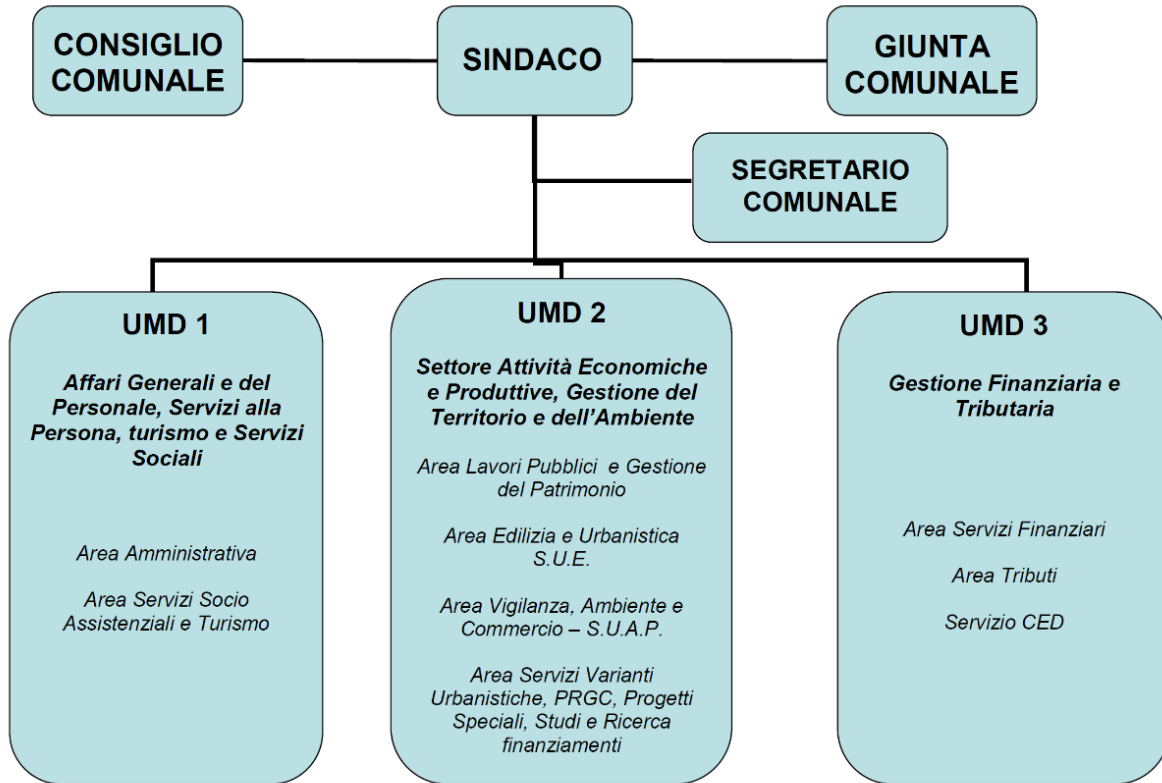 CONSIGLIO
COMUNALE
SINDACO
GIUNTA
COMUNALE
SEGRETARIO
COMUNALE
UMD 1
Affari Generali e del
Personale, Servizi alla
Persona, turismo e Servizi
Sociali
Area Amministrativa
Area Servizi Socio
Assistenziali e Turismo
UMD 2
Settore Attività Economiche
e Produttive, Gestione del
Territorio e dell'Ambiente
Area Lavori Pubblici e Gestione
del Patrimonio
Area Edilizia e Urbanistica
S.U.E.
Area Vigilanza, Ambiente e
Commercio – S.U.A.P.
Area Servizi Varianti
Urbanistiche, PRGC, Progetti
Speciali, Studi e Ricerca
finanziamenti
UMD 3
Gestione Finanziaria e
Tributaria
Area Servizi Finanziari
Area Tributi
Servizio CED